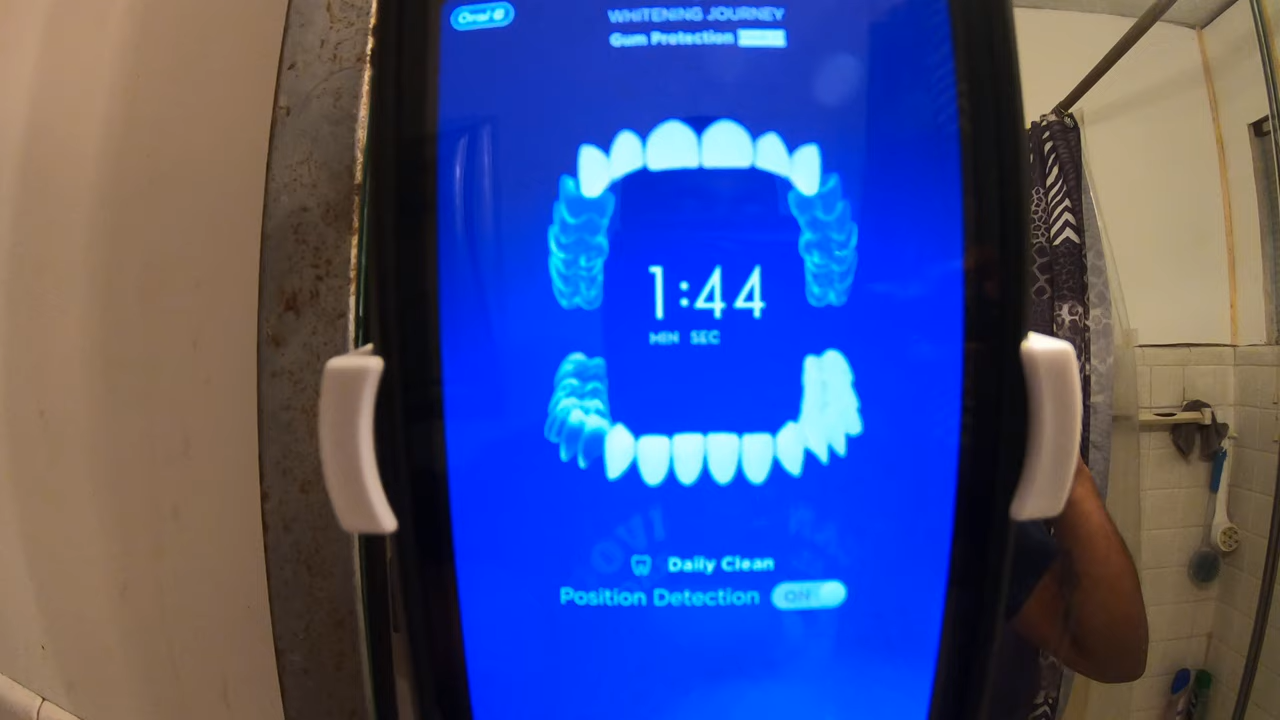 Oral B
WHITENING JOURNEY
Gum Protection
1:44
MIN SEC
Daily Clean
Position Detection ON